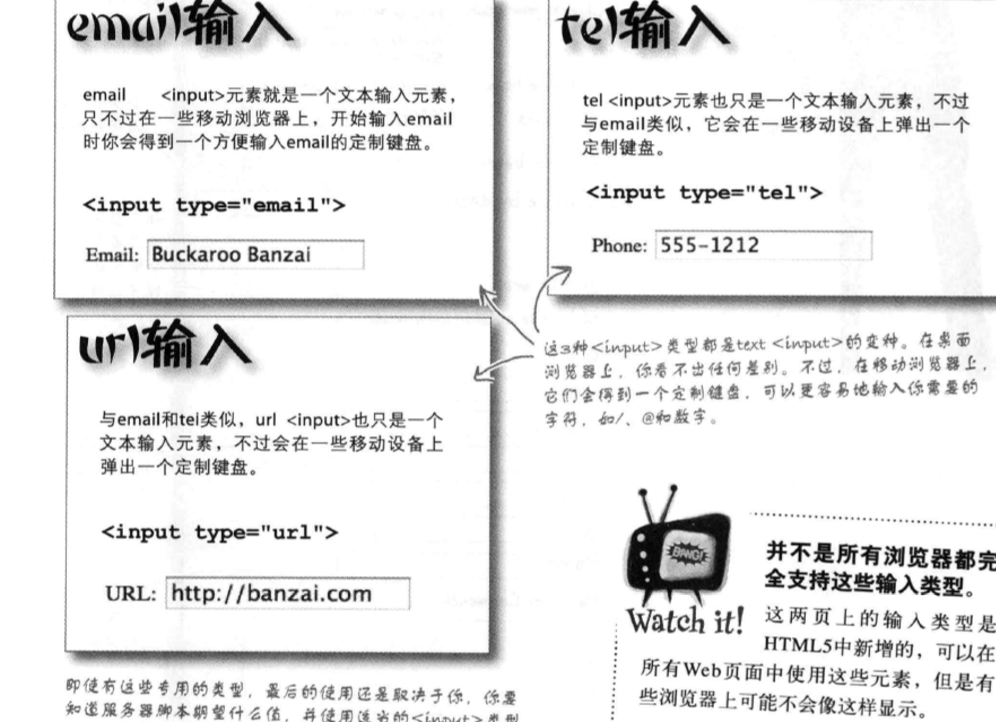 email输入
email <input>元素就是一个文本输入元素，
只不过在一些移动浏览器上，开始输入email
时你会得到一个方便输入email的定制键盘。
<input type="email">
Email: Buckaroo Banzai
tel输入
tel <input>元素也只是一个文本输入元素，不过
与email类似，它会在一些移动设备上弹出一个
定制键盘。
<input type="tel">
Phone: 555-1212
这3种<input>类型都是text <input>的变种。在桌面
浏览器上，你看不出任何差别。不过，在移动浏览器上，
它们会得到一个定制键盘，可以更容易地输入你需要的
字符，如/、@和数字。
url输入
与email和tel类似，url <input>也只是一个
文本输入元素，不过会在一些移动设备上
弹出一个定制键盘。
<input type="url">
URL: http://banzai.com
即使有这些专用的类型，最后的使用还是取决于你，你要
知道服务器脚本期望什么值，并使用适当的<input>类型
BANG!
Watch it!
并不是所有浏览器都完
全支持这些输入类型。
这两页上的输入类型是
HTML5中新增的，可以在
所有Web页面中使用这些元素，但是有
些浏览器上可能不会像这样显示。